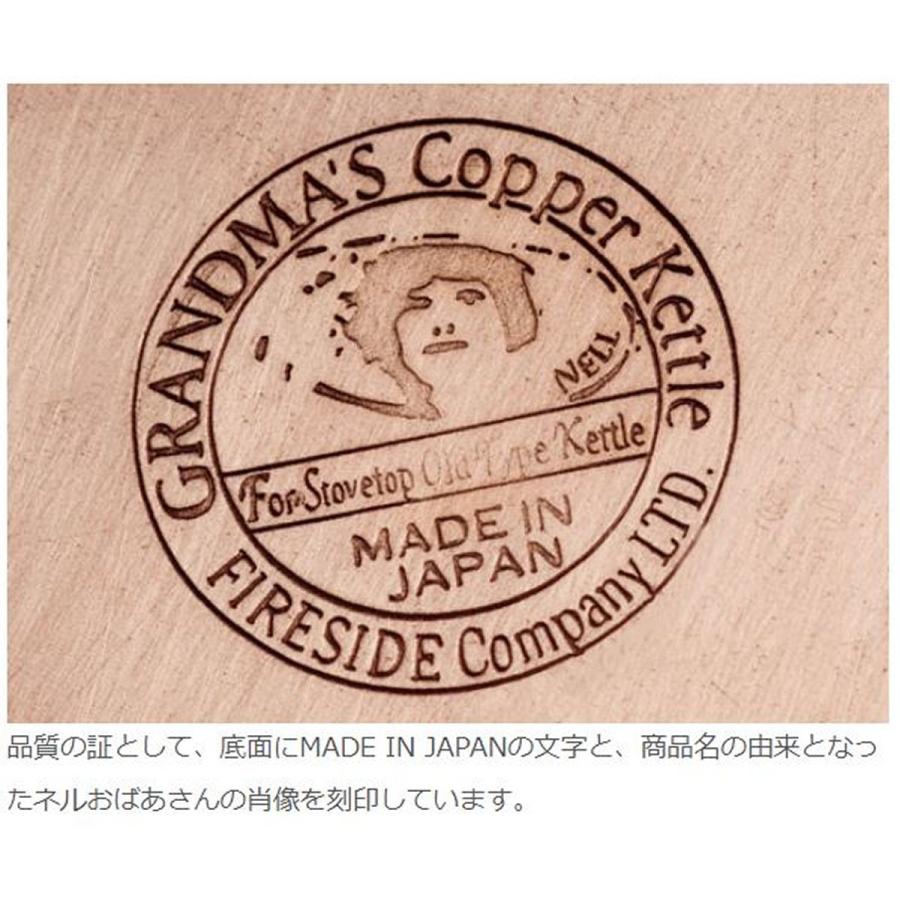 GRANDMA'S Copper Kettle
NELL
For Stovetop Old Type Kettle
MADE IN
JAPAN
FIRESIDE Company LTD.
品質の証として、底面にMADE IN JAPANの文字と、商品名の由来となっ
たネルおばあさんの肖像を刻印しています。